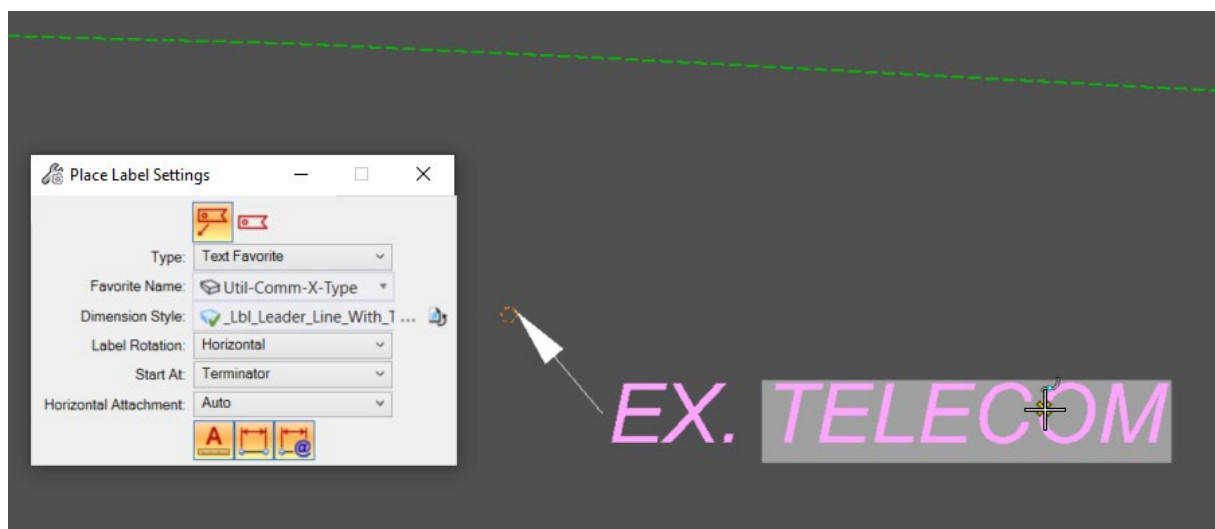 Place Label Settings
Type: Text Favorite
Favorite Name: Util-Comm-X-Type
Dimension Style: _Lbl_Leader_Line_With_T ...
Label Rotation: Horizontal
Start At: Terminator
Horizontal Attachment: Auto
A @
EX. TELECOM